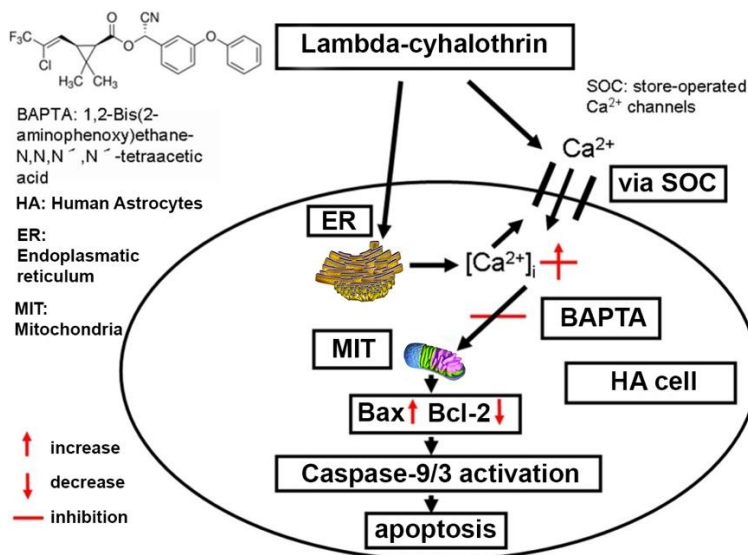 F₃C
Cl
H₃C
CH₃
O
O
CN
O
Lambda-cyhalothrin
SOC: store-operated
Ca²⁺ channels
BAPTA: 1,2-Bis(2-
aminophenoxy)ethane-
N,N,N´,N´-tetraacetic
acid
HA: Human Astrocytes
ER:
Endoplasmatic
reticulum
MIT:
Mitochondria
Ca²⁺
via SOC
ER
[Ca²⁺]i
BAPTA
MIT
HA cell
Bax Bcl-2
Caspase-9/3 activation
apoptosis
increase
decrease
inhibition